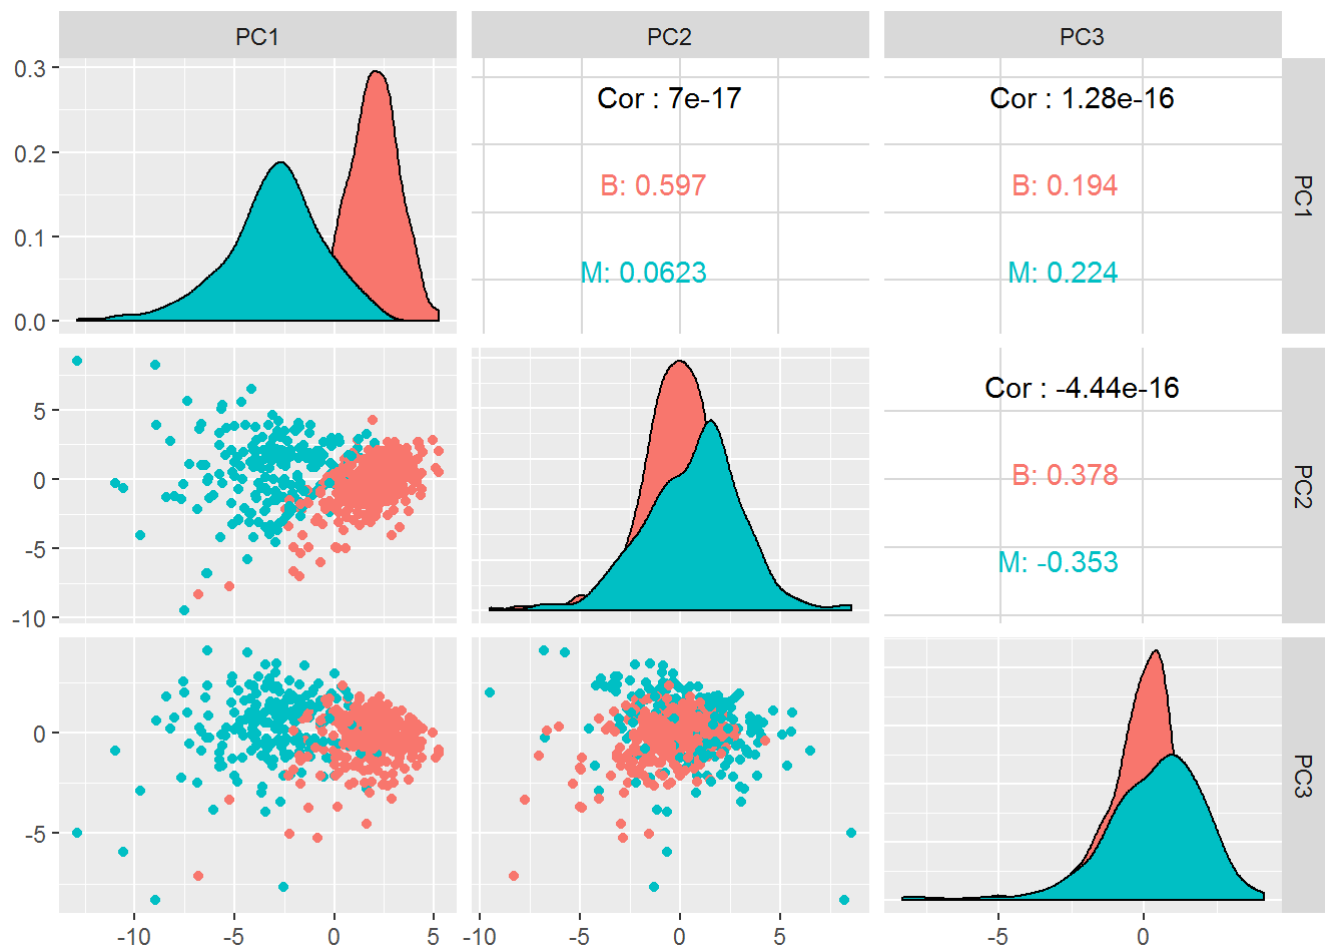 PC1 PC2 PC3
0.3
0.2
0.1
0.0
Cor : 7e-17
B: 0.597
M: 0.0623
Cor : 1.28e-16
B: 0.194
M: 0.224
PC1
5
0
-5
-10
Cor : -4.44e-16
B: 0.378
M: -0.353
PC2
0
-5
PC3
-10 -5 0 5 -10 -5 0 5 -5 0